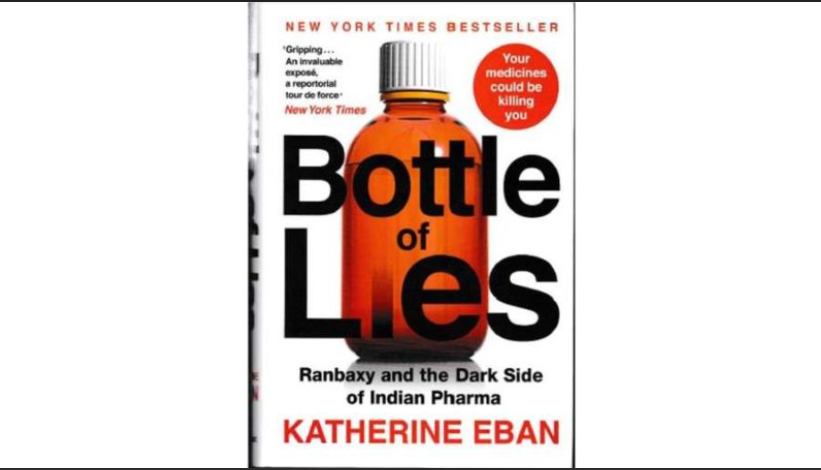 NEW YORK TIMES BESTSELLER
'Gripping...
An invaluable
exposé,
a reportorial
tour de force'
New York Times
Your
medicines
could be
killing
you
Bottle
of
Lies
Ranbaxy and the Dark Side
of Indian Pharma
KATHERINE EBAN